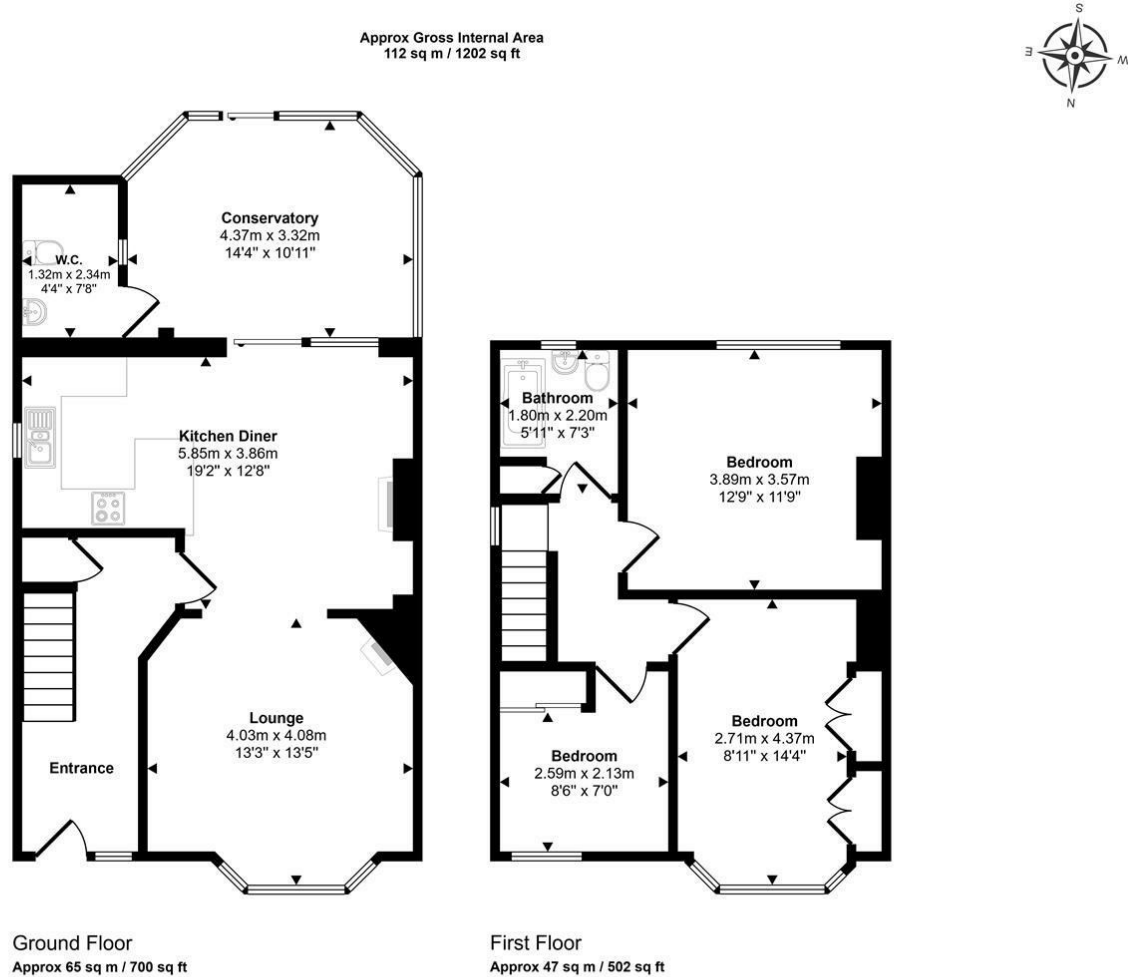 Approx Gross Internal Area
112 sq m / 1202 sq ft
S
E
W
N
Conservatory
4.37m x 3.32m
14'4" x 10'11"
W.C.
1.32m x 2.34m
4'4" x 7'8"
Kitchen Diner
5.85m x 3.86m
19'2" x 12'8"
Lounge
4.03m x 4.08m
13'3" x 13'5"
Entrance
Bathroom
1.80m x 2.20m
5'11" x 7'3"
Bedroom
3.89m x 3.57m
12'9" x 11'9"
Bedroom
2.71m x 4.37m
8'11" x 14'4"
Bedroom
2.59m x 2.13m
8'6" x 7'0"
Ground Floor
Approx 65 sq m / 700 sq ft
First Floor
Approx 47 sq m / 502 sq ft